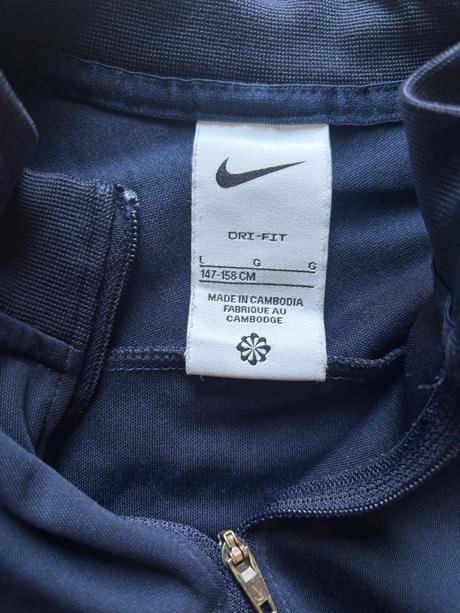 DRI-FIT
L G G
147-158 CM
MADE IN CAMBODIA
FABRIQUE AU
CAMBODGE